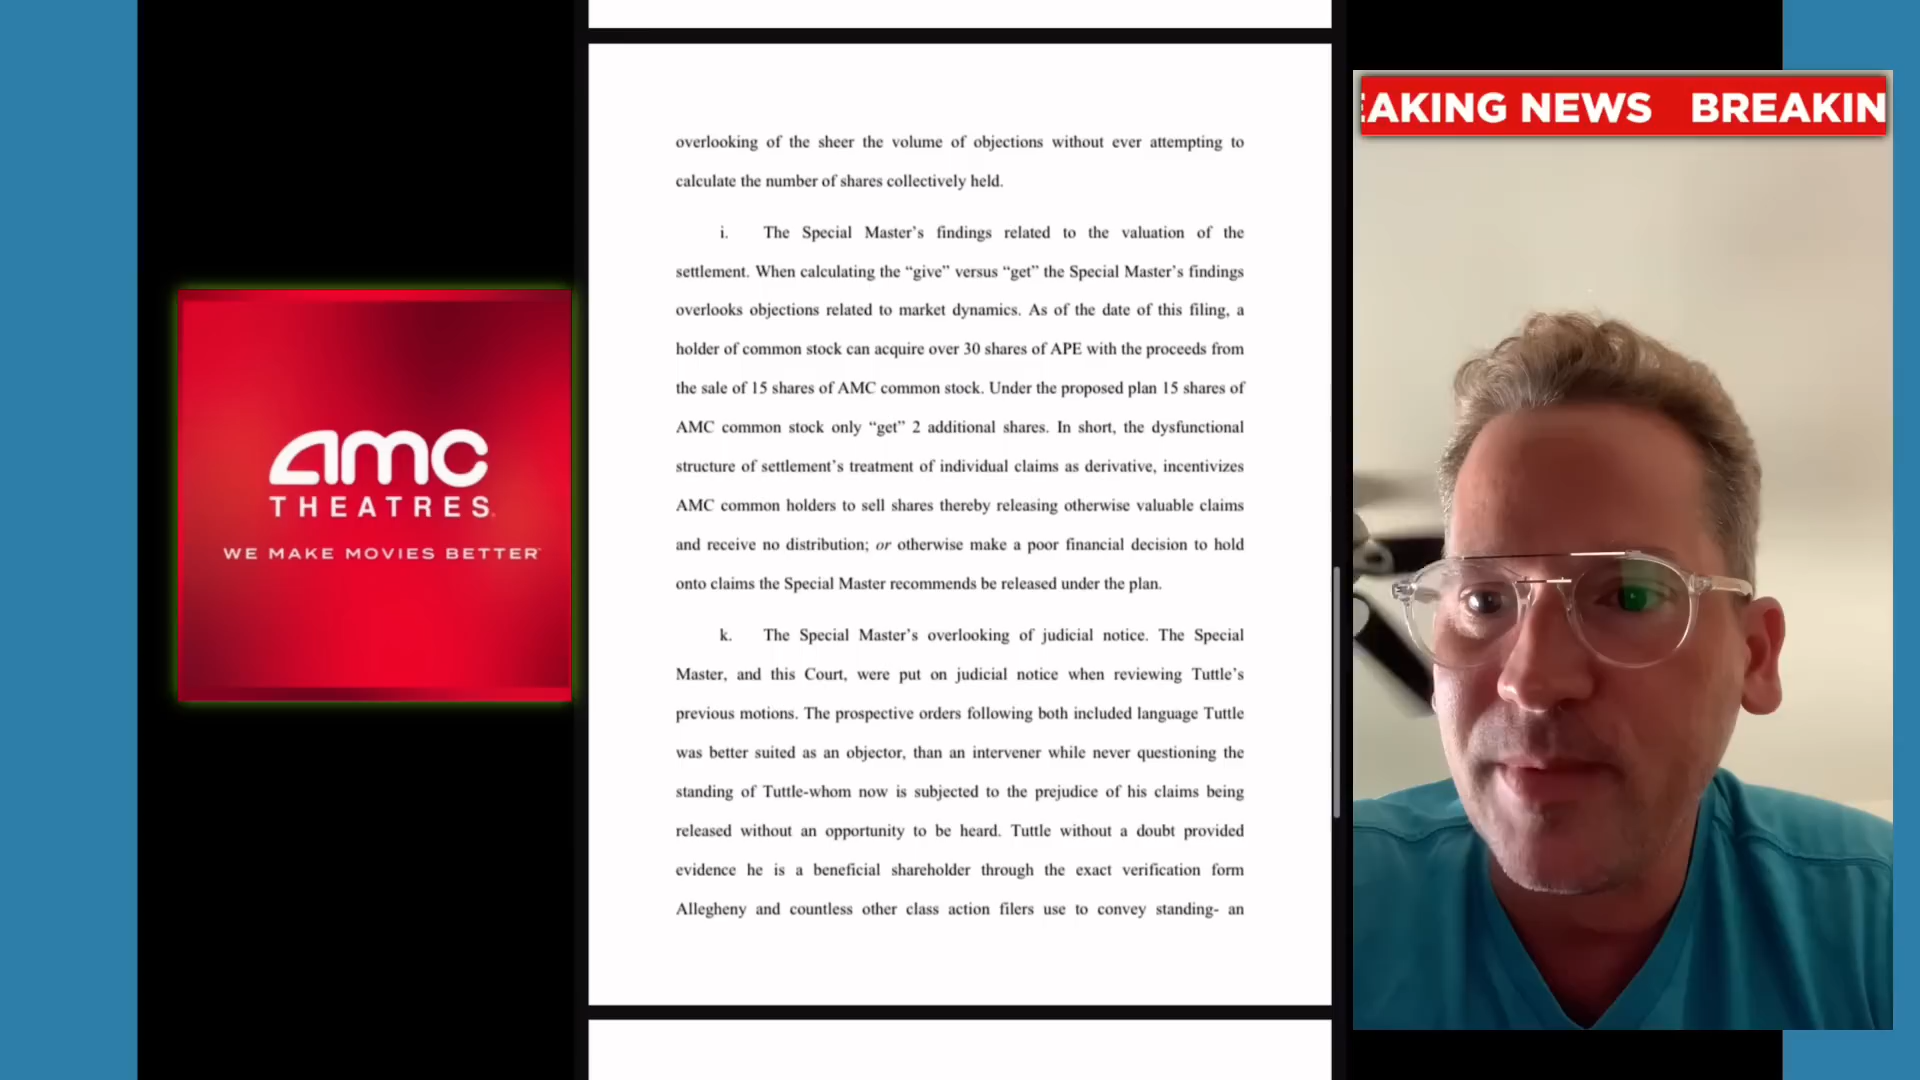 amc
THEATRES
WE MAKE MOVIES BETTER
overlooking of the sheer the volume of objections without ever attempting to
calculate the number of shares collectively held.
i. The Special Master’s findings related to the valuation of the
settlement. When calculating the “give” versus “get” the Special Master’s findings
overlooks objections related to market dynamics. As of the date of this filing, a
holder of common stock can acquire over 30 shares of APE with the proceeds from
the sale of 15 shares of AMC common stock. Under the proposed plan 15 shares of
AMC common stock only “get” 2 additional shares. In short, the dysfunctional
structure of settlement’s treatment of individual claims as derivative, incentivizes
AMC common holders to sell shares thereby releasing otherwise valuable claims
and receive no distribution; or otherwise make a poor financial decision to hold
onto claims the Special Master recommends be released under the plan.
k. The Special Master’s overlooking of judicial notice. The Special
Master, and this Court, were put on judicial notice when reviewing Tuttle’s
previous motions. The prospective orders following both included language Tuttle
was better suited as an objector, than an intervener while never questioning the
standing of Tuttle-whom now is subjected to the prejudice of his claims being
released without an opportunity to be heard. Tuttle without a doubt provided
evidence he is a beneficial shareholder through the exact verification form
Allegheny and countless other class action filers use to convey standing- an
EAKING NEWS BREAKIN